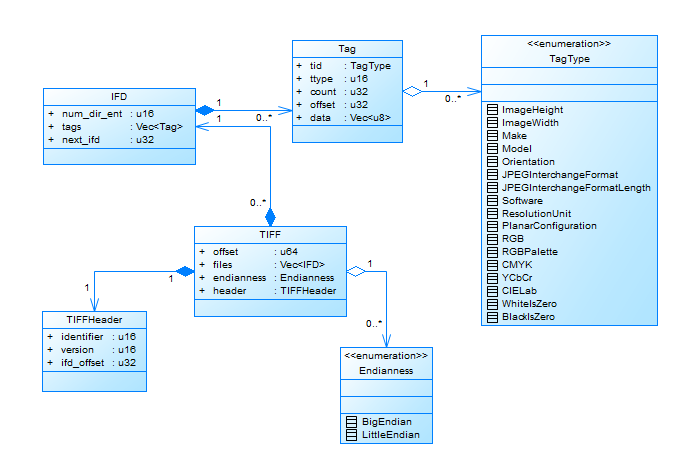 Tag
+ tid : TagType
+ ttype : u16
+ count : u32
+ offset : u32
+ data : Vec<u8>
1
0..*
<<enumeration>>
TagType
ImageHeight
ImageWidth
Make
Model
Orientation
JPEGInterchangeFormat
JPEGInterchangeFormatLength
Software
ResolutionUnit
PlanarConfiguration
RGB
RGBPalette
CMYK
YCbCr
CIELab
WhiteIsZero
BlackIsZero
IFD
+ num_dir_ent : u16
+ tags : Vec<Tag>
+ next_ifd : u32
1
0..*
1
0..*
TIFF
+ offset : u64
+ files : Vec<IFD>
+ endianness : Endianness
+ header : TIFFHeader
1
1
1
0..*
TIFFHeader
+ identifier : u16
+ version : u16
+ ifd_offset : u32
<<enumeration>>
Endianness
BigEndian
LittleEndian